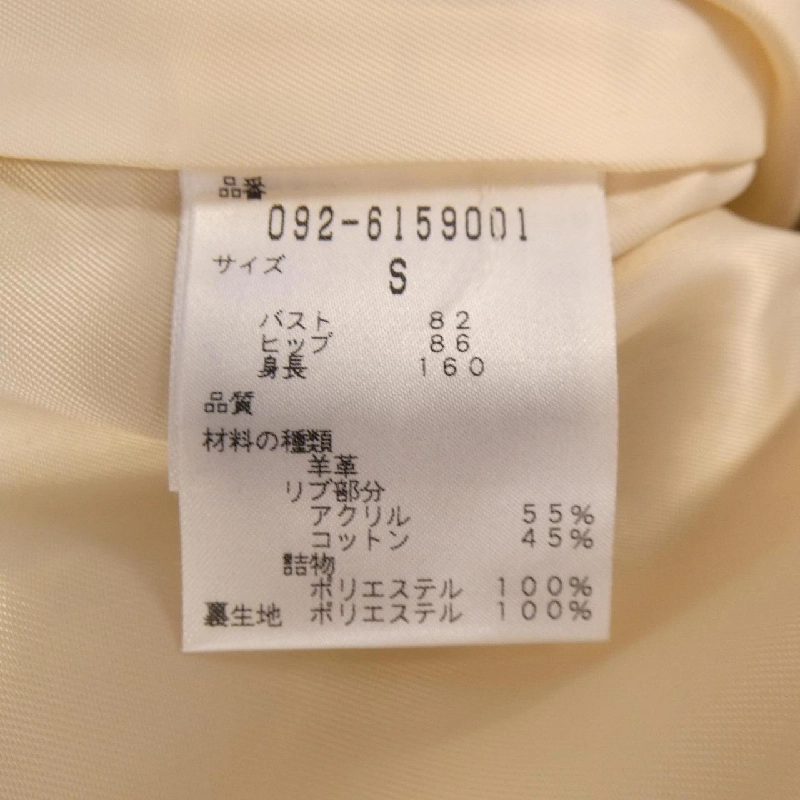 品番
092-6159001
サイズ S
バスト 82
ヒップ 86
身長 160
品質
材料の種類
羊革
リブ部分
アクリル 55%
コットン 45%
詰物
ポリエステル 100%
裏生地 ポリエステル 100%